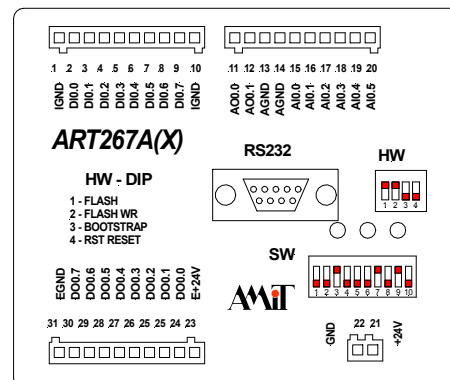 .1 2 .3 .4 .5 .6 .7 .8 9 .10
IGND DI0.0 DI0.1 DI0.2 DI0.3 DI0.4 DI0.5 DI0.6 DI0.7 IGND
.11 .12 .13 .14 .15 .16 .17 .18 .19 20
AO0.0 AO0.1 AGND AGND AI0.0 AI0.1 AI0.2 AI0.3 AI0.4 AI0.5
ART267A(X)
RS232
HW
HW - DIP
1 - FLASH
2 - FLASH WR
3 - BOOTSTRAP
4 - RST RESET
1 2 3 4
SW
1 2 3 4 5 6 7 8 9 10
AMiT
EGND DO0.7 DO0.6 DO0.5 DO0.4 DO0.3 DO0.2 DO0.1 DO0.0 E+24V
31 30 29 28 27 26 25 25 24 23
GND 22 21 +24V